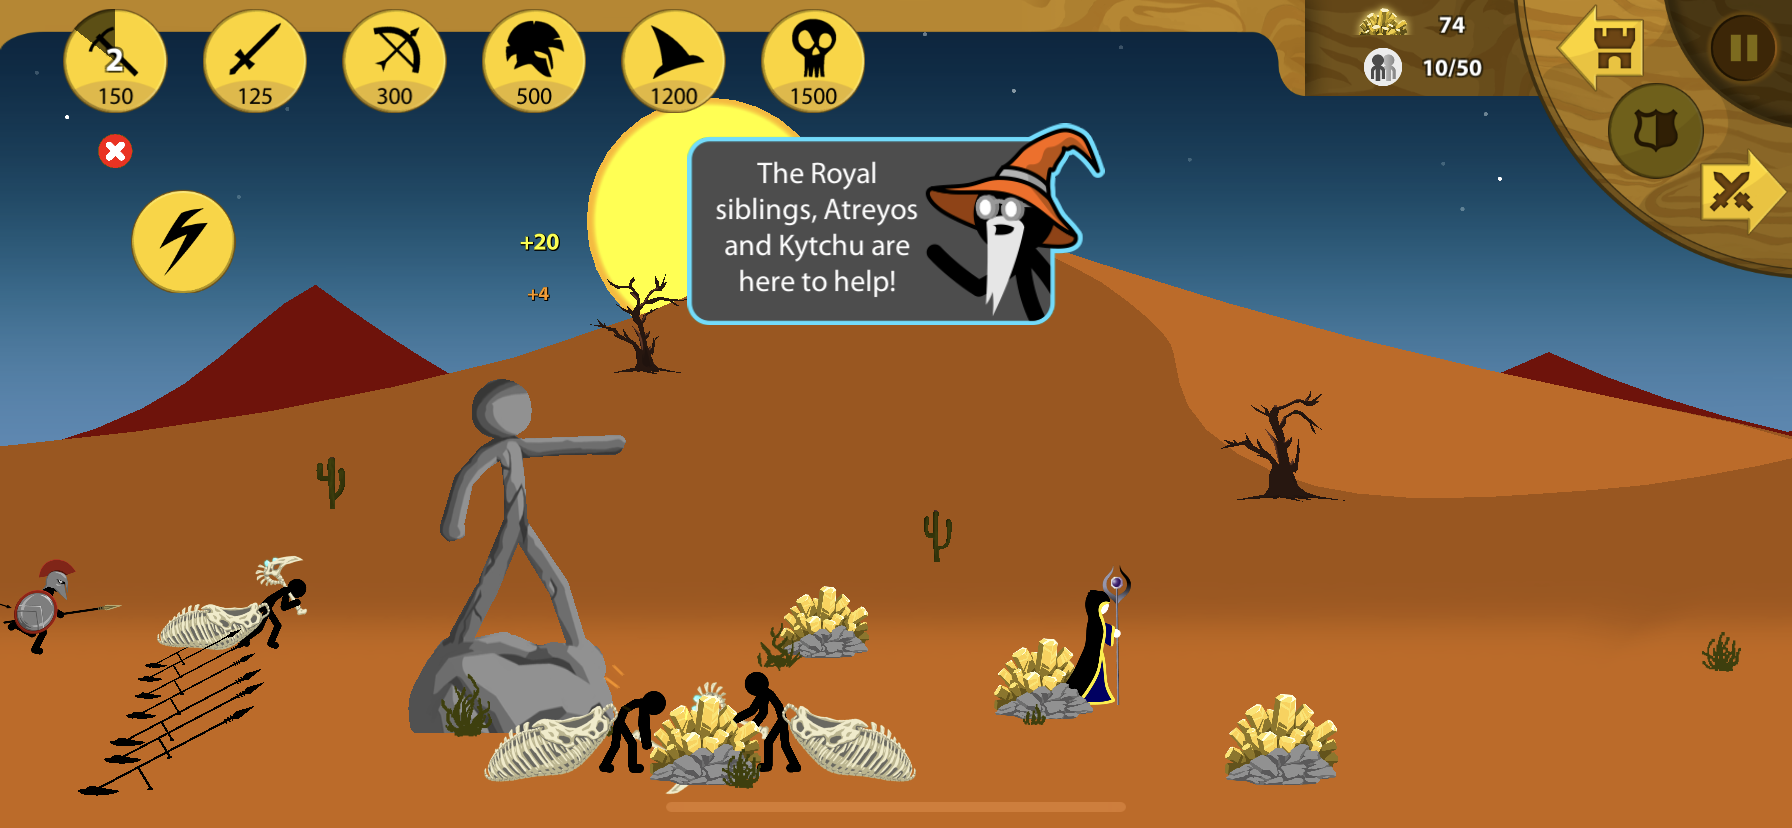 2
150
125
300
500
1200
1500
74
10/50
The Royal
siblings, Atreyos
and Kytchu are
here to help!
+20
+4